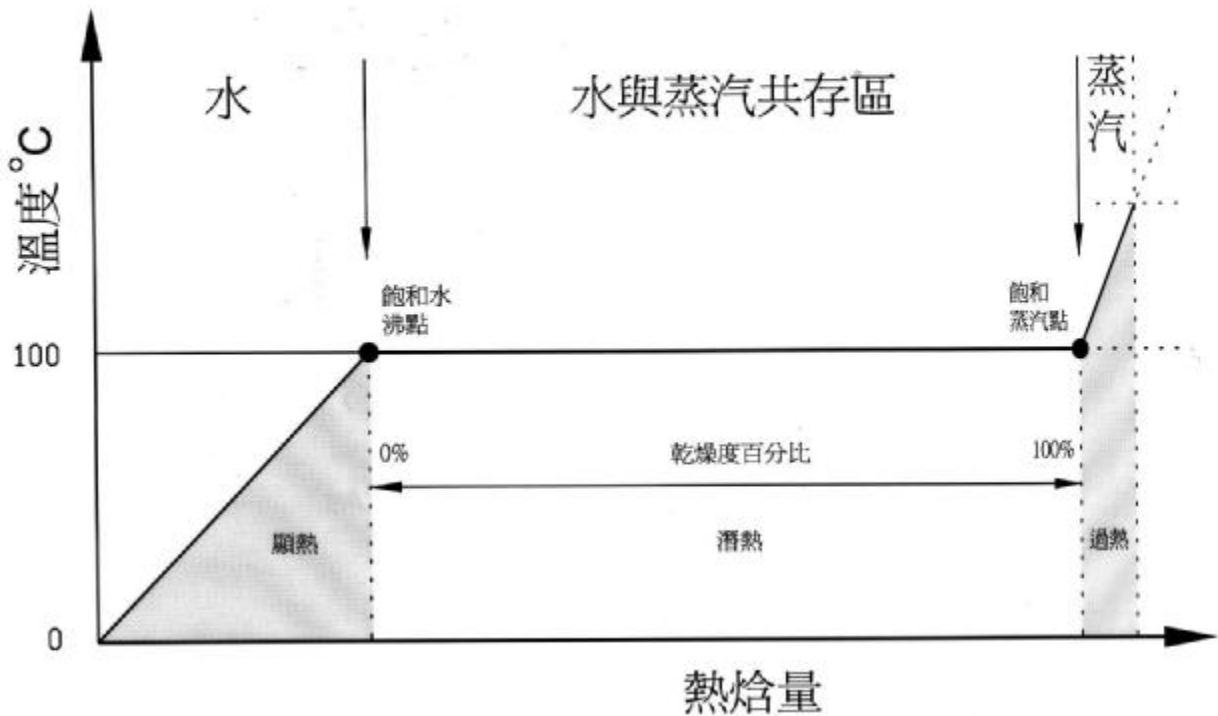 水
水與蒸汽共存區
蒸汽
溫度°C
飽和水
沸點
飽和
蒸汽點
100
0%
乾燥度百分比
100%
顯熱
潛熱
過熱
0
熱焓量